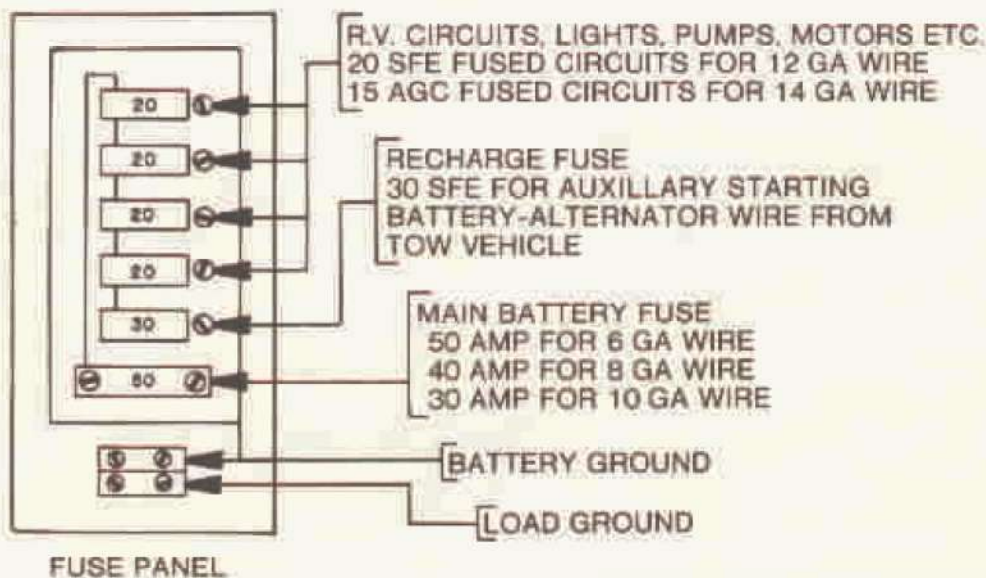 R.V. CIRCUITS, LIGHTS, PUMPS, MOTORS ETC.
20 SFE FUSED CIRCUITS FOR 12 GA WIRE
15 AGC FUSED CIRCUITS FOR 14 GA WIRE
20
20
20
20
30
50
RECHARGE FUSE
30 SFE FOR AUXILLARY STARTING
BATTERY-ALTERNATOR WIRE FROM
TOW VEHICLE
MAIN BATTERY FUSE
50 AMP FOR 6 GA WIRE
40 AMP FOR 8 GA WIRE
30 AMP FOR 10 GA WIRE
BATTERY GROUND
LOAD GROUND
FUSE PANEL